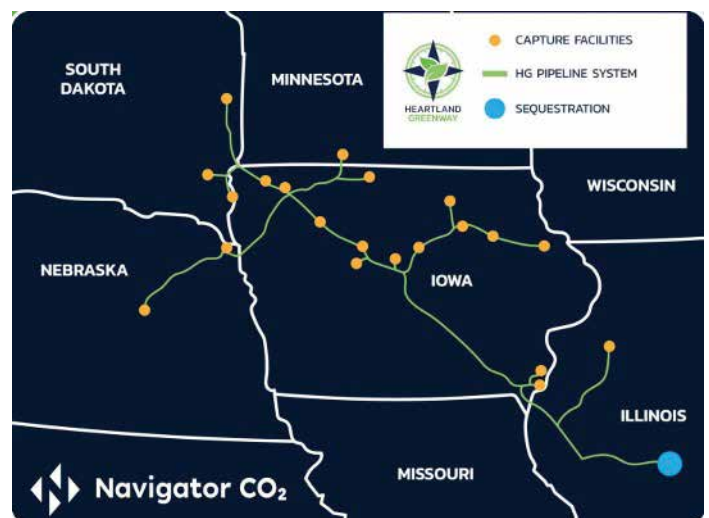 SOUTH
DAKOTA
MINNESOTA
HEARTLAND
GREENWAY
CAPTURE FACILITIES
HG PIPELINE SYSTEM
SEQUESTRATION
WISCONSIN
NEBRASKA
IOWA
ILLINOIS
MISSOURI
Navigator CO₂